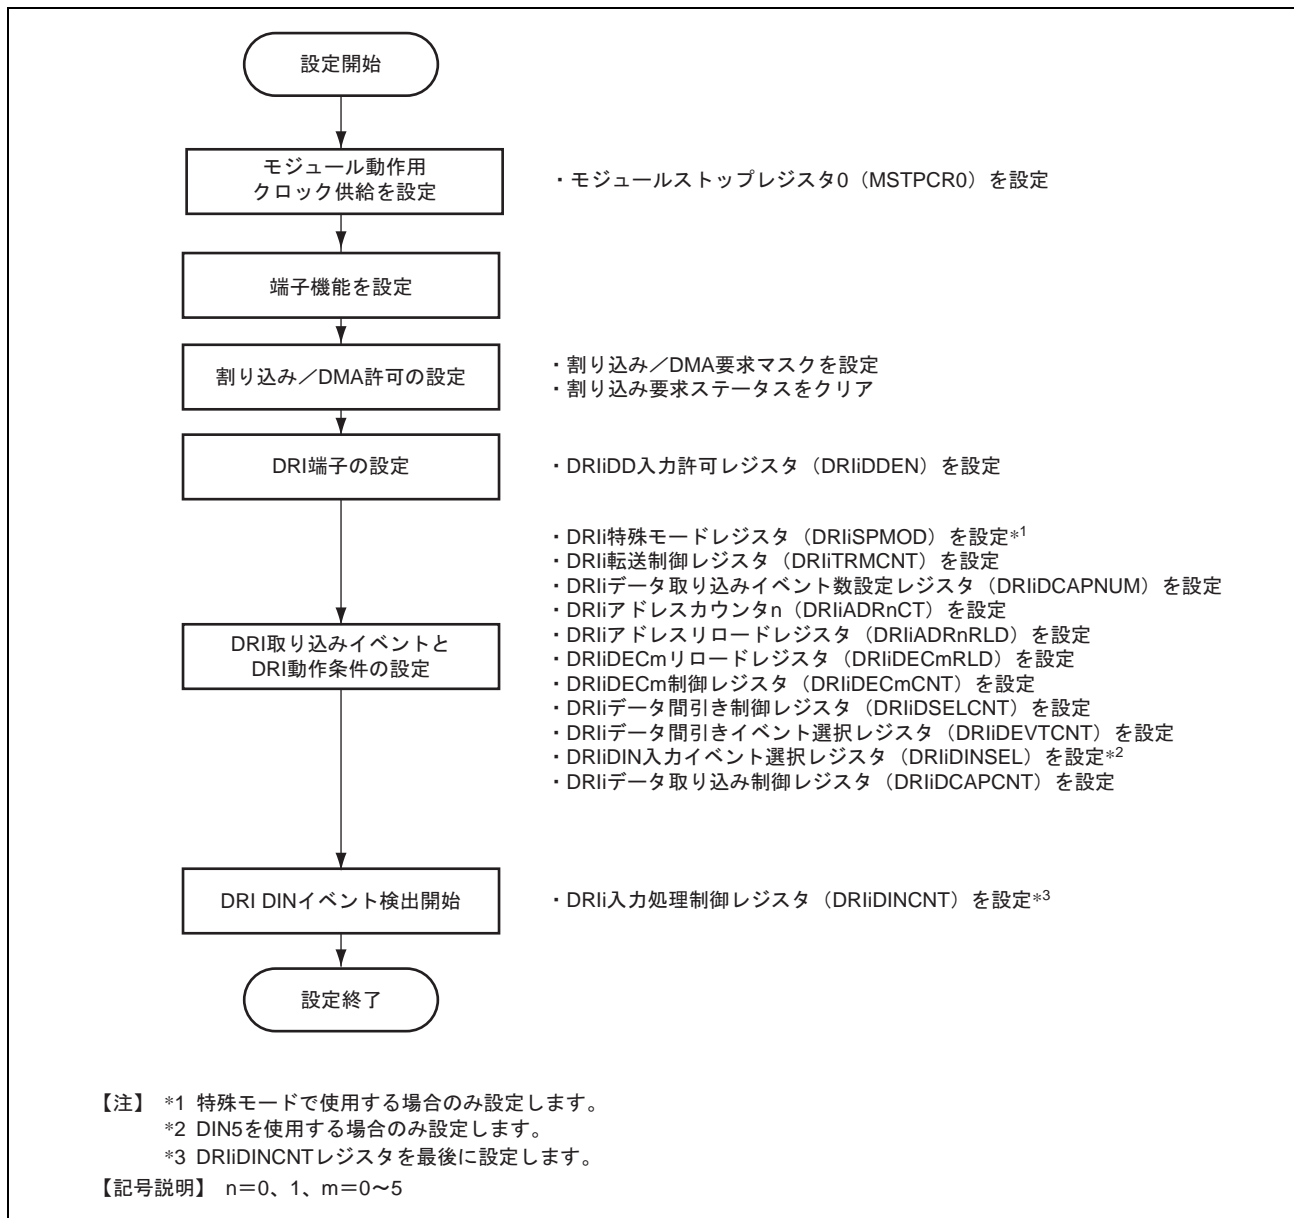 設定開始
モジュール動作用
クロック供給を設定
・モジュールストップレジスタ0（MSTPCR0）を設定
端子機能を設定
割り込み／DMA許可の設定
・割り込み／DMA要求マスクを設定
・割り込み要求ステータスをクリア
DRI端子の設定
・DRIiDD入力許可レジスタ（DRIiDDEN）を設定
DRI取り込みイベントと
DRI動作条件の設定
・DRIi特殊モードレジスタ（DRIiSPMOD）を設定*1
・DRIi転送制御レジスタ（DRIiTRMCNT）を設定
・DRIiデータ取り込みイベント数設定レジスタ（DRIiDCAPNUM）を設定
・DRIiアドレスカウンタn（DRIiADRnCT）を設定
・DRIiアドレスリロードレジスタ（DRIiADRnRLD）を設定
・DRIiDECmリロードレジスタ（DRIiDECmRLD）を設定
・DRIiDECm制御レジスタ（DRIiDECmCNT）を設定
・DRIiデータ間引き制御レジスタ（DRIiDSELCNT）を設定
・DRIiデータ間引きイベント選択レジスタ（DRIiDEVTCNT）を設定
・DRIiDIN入力イベント選択レジスタ（DRIiDINSEL）を設定*2
・DRIiデータ取り込み制御レジスタ（DRIiDCAPCNT）を設定
DRI DINイベント検出開始
・DRIi入力処理制御レジスタ（DRIiDINCNT）を設定*3
設定終了
【注】 *1 特殊モードで使用する場合のみ設定します。
*2 DIN5を使用する場合のみ設定します。
*3 DRIiDINCNTレジスタを最後に設定します。
【記号説明】 n＝0、1、m＝0～5